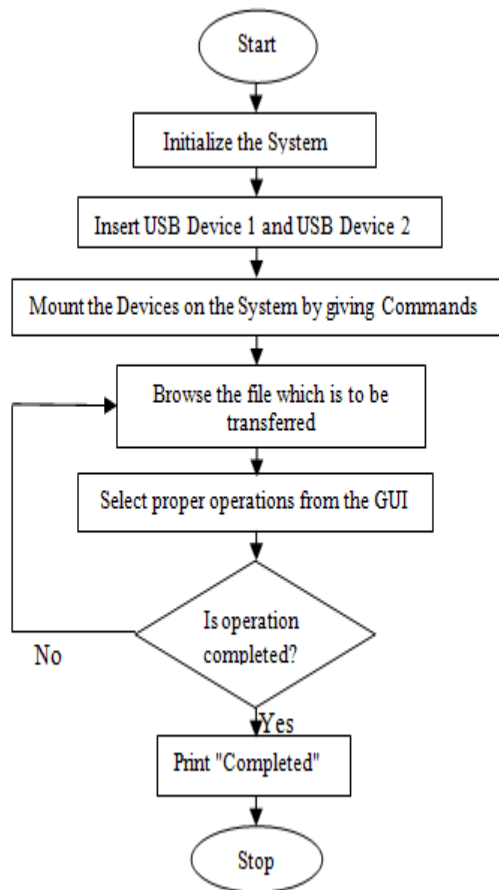 Start
Initialize the System
Insert USB Device 1 and USB Device 2
Mount the Devices on the System by giving Commands
Browse the file which is to be
transferred
Select proper operations from the GUI
Is operation
completed?
No
Yes
Print "Completed"
Stop